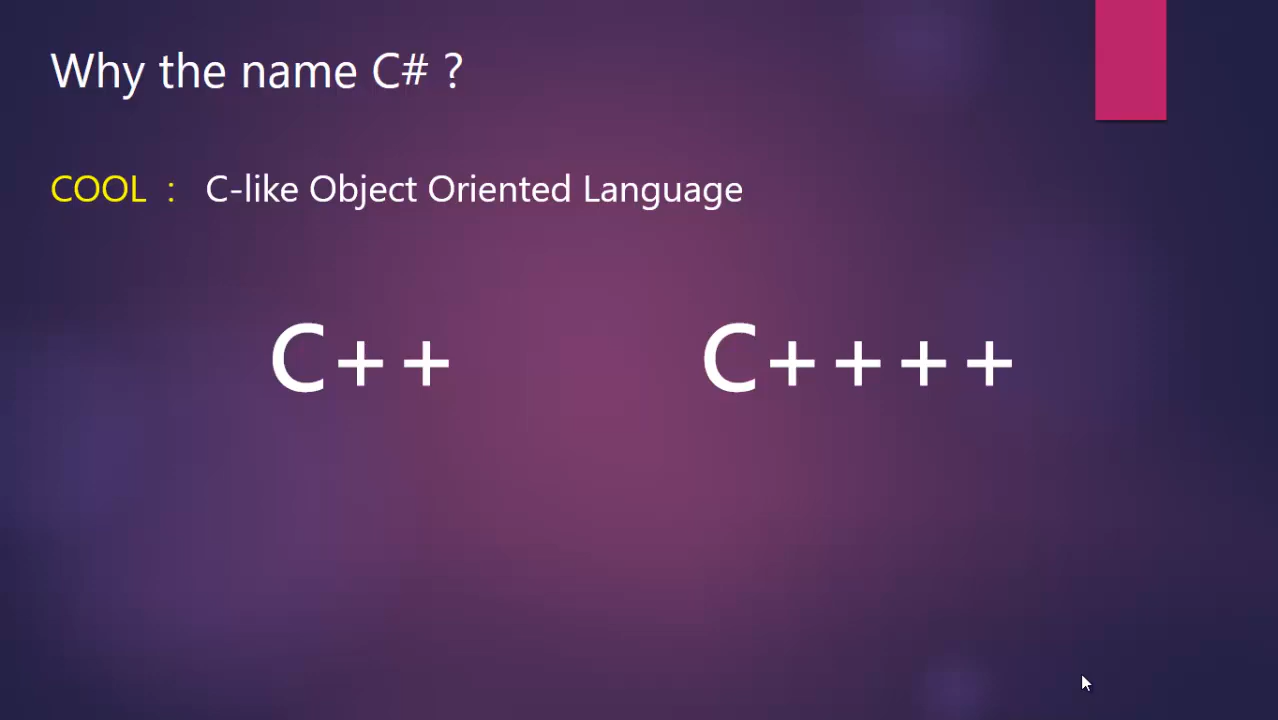 Why the name C# ?
COOL : C-like Object Oriented Language
C++ C++++